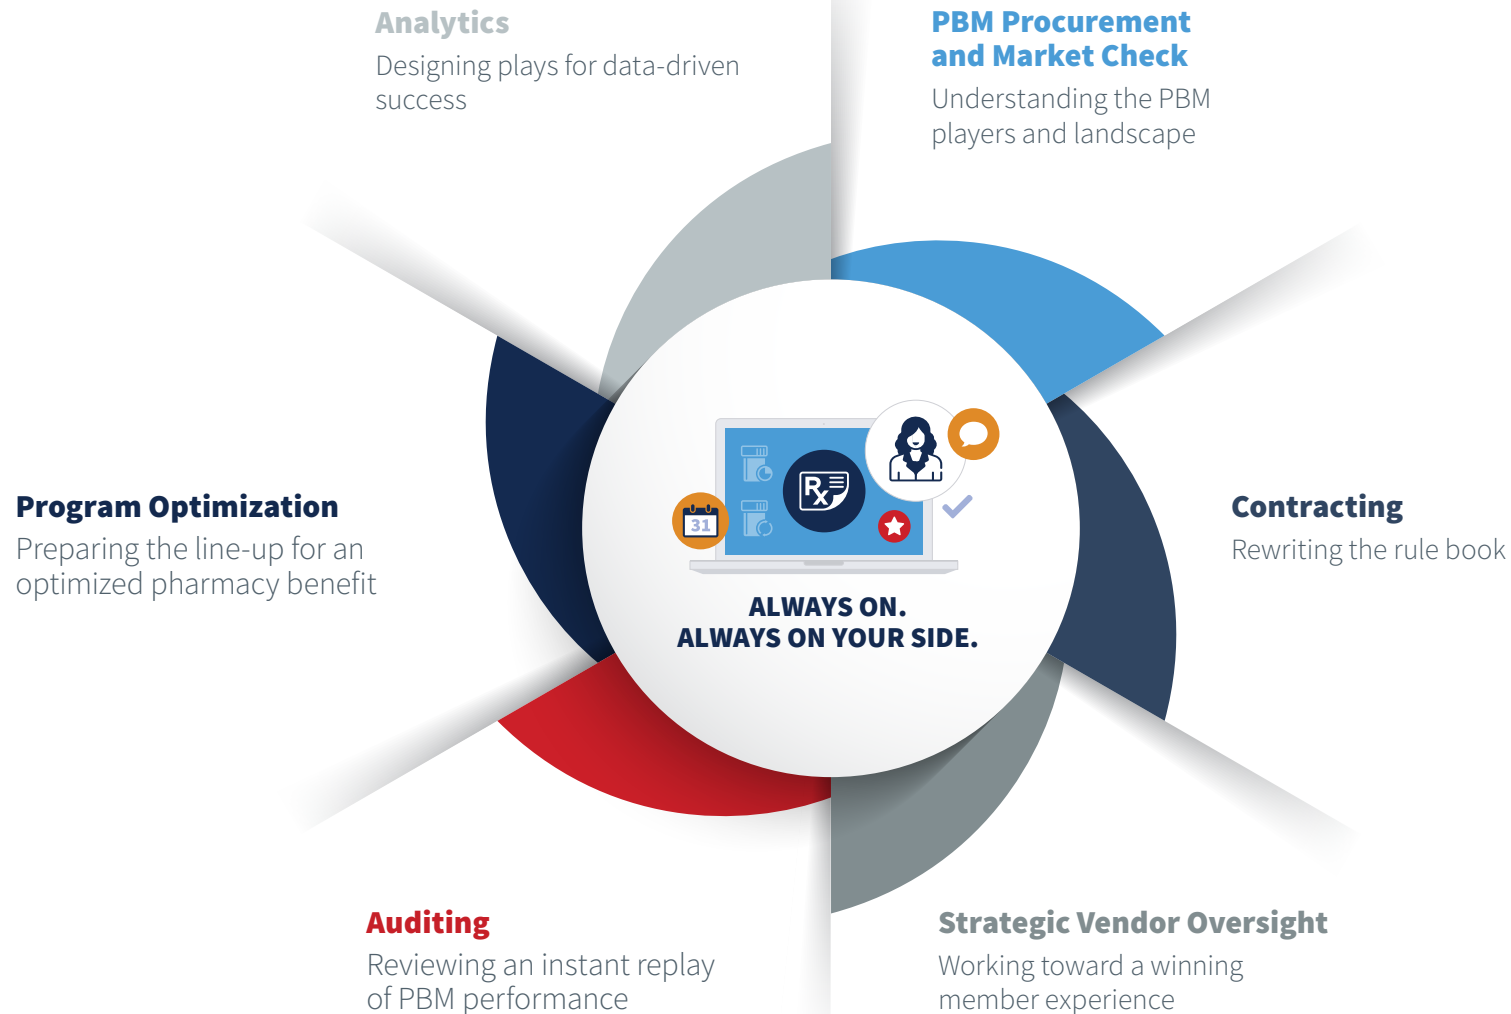 Analytics
Designing plays for data-driven
success
PBM Procurement
and Market Check
Understanding the PBM
players and landscape
Program Optimization
Preparing the line-up for an
optimized pharmacy benefit
Rx
31
ALWAYS ON.
ALWAYS ON YOUR SIDE.
Contracting
Rewriting the rule book
Auditing
Reviewing an instant replay
of PBM performance
Strategic Vendor Oversight
Working toward a winning
member experience